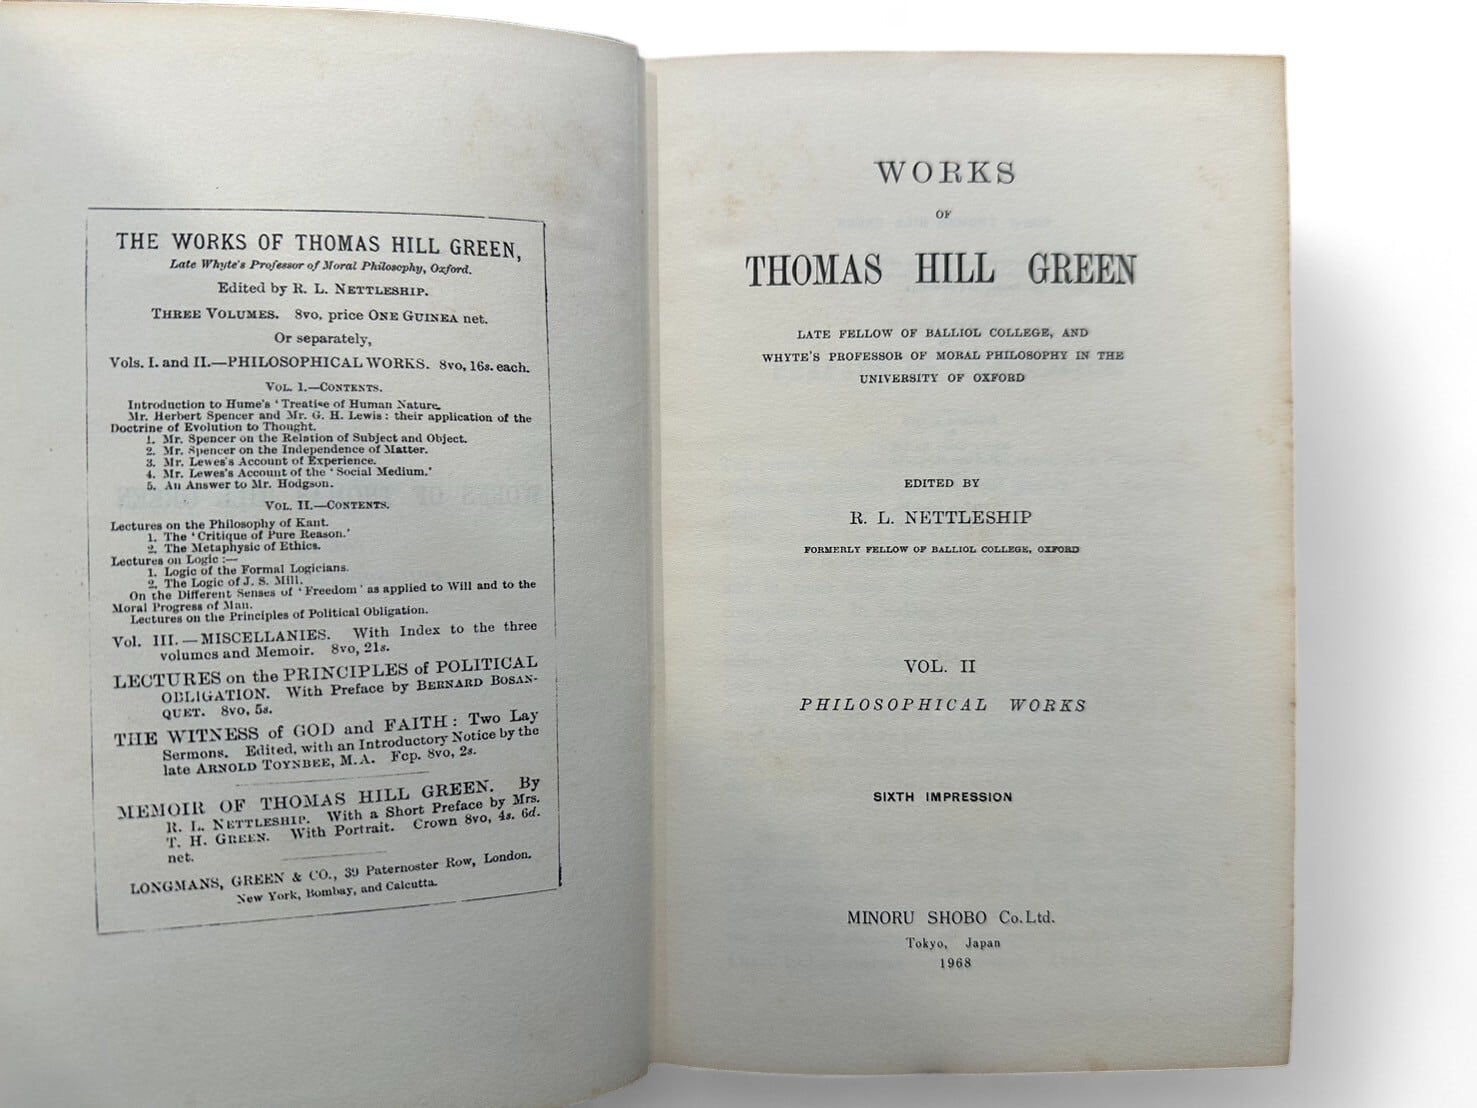 THE WORKS OF THOMAS HILL GREEN,
Late Whyte's Professor of Moral Philosophy, Oxford.
Edited by R. L. NETTLESHIP.
THREE VOLUMES. 8vo, price ONE GUINEA net.
Or separately,
Vols. I. and II.—PHILOSOPHICAL WORKS. 8vo, 16s. each.
VOL. I.—CONTENTS.
Introduction to Hume's 'Treatise of Human Nature.
Mr. Herbert Spencer and Mr. G. H. Lewis: their application of the
Doctrine of Evolution to Thought.
1. Mr. Spencer on the Relation of Subject and Object.
2. Mr. Spencer on the Independence of Matter.
3. Mr. Lewes's Account of Experience.
4. Mr. Lewes's Account of the 'Social Medium.'
5. An Answer to Mr. Hodgson.
VOL. II.—CONTENTS.
Lectures on the Philosophy of Kant.
1. The 'Critique of Pure Reason.'
2. The Metaphysic of Ethics.
Lectures on Logic:—
1. Logic of the Formal Logicians.
2. The Logic of J. S. Mill.
On the Different Senses of 'Freedom' as applied to Will and to the
Moral Progress of Man.
Lectures on the Principles of Political Obligation.
Vol. III.—MISCELLANIES. With Index to the three
volumes and Memoir. 8vo, 21s.
LECTURES on the PRINCIPLES of POLITICAL
OBLIGATION. With Preface by BERNARD BOSAN-
QUET. 8vo, 5s.
THE WITNESS of GOD and FAITH: Two Lay
Sermons. Edited, with an Introductory Notice by the
late ARNOLD TOYNBEE, M.A. Fcp. 8vo, 2s.
MEMOIR OF THOMAS HILL GREEN. By
R. L. NETTLESHIP. With a Short Preface by Mrs.
T. H. GREEN. With Portrait. Crown 8vo, 4s. 6d.
net.
LONGMANS, GREEN & CO., 39 Paternoster Row, London.
New York, Bombay, and Calcutta.
WORKS
OF
THOMAS HILL GREEN
LATE FELLOW OF BALLIOL COLLEGE, AND
WHYTE'S PROFESSOR OF MORAL PHILOSOPHY IN THE
UNIVERSITY OF OXFORD
EDITED BY
R. L. NETTLESHIP
FORMERLY FELLOW OF BALLIOL COLLEGE, OXFORD
VOL. II
PHILOSOPHICAL WORKS
SIXTH IMPRESSION
MINORU SHOBO Co.Ltd.
Tokyo, Japan
1968